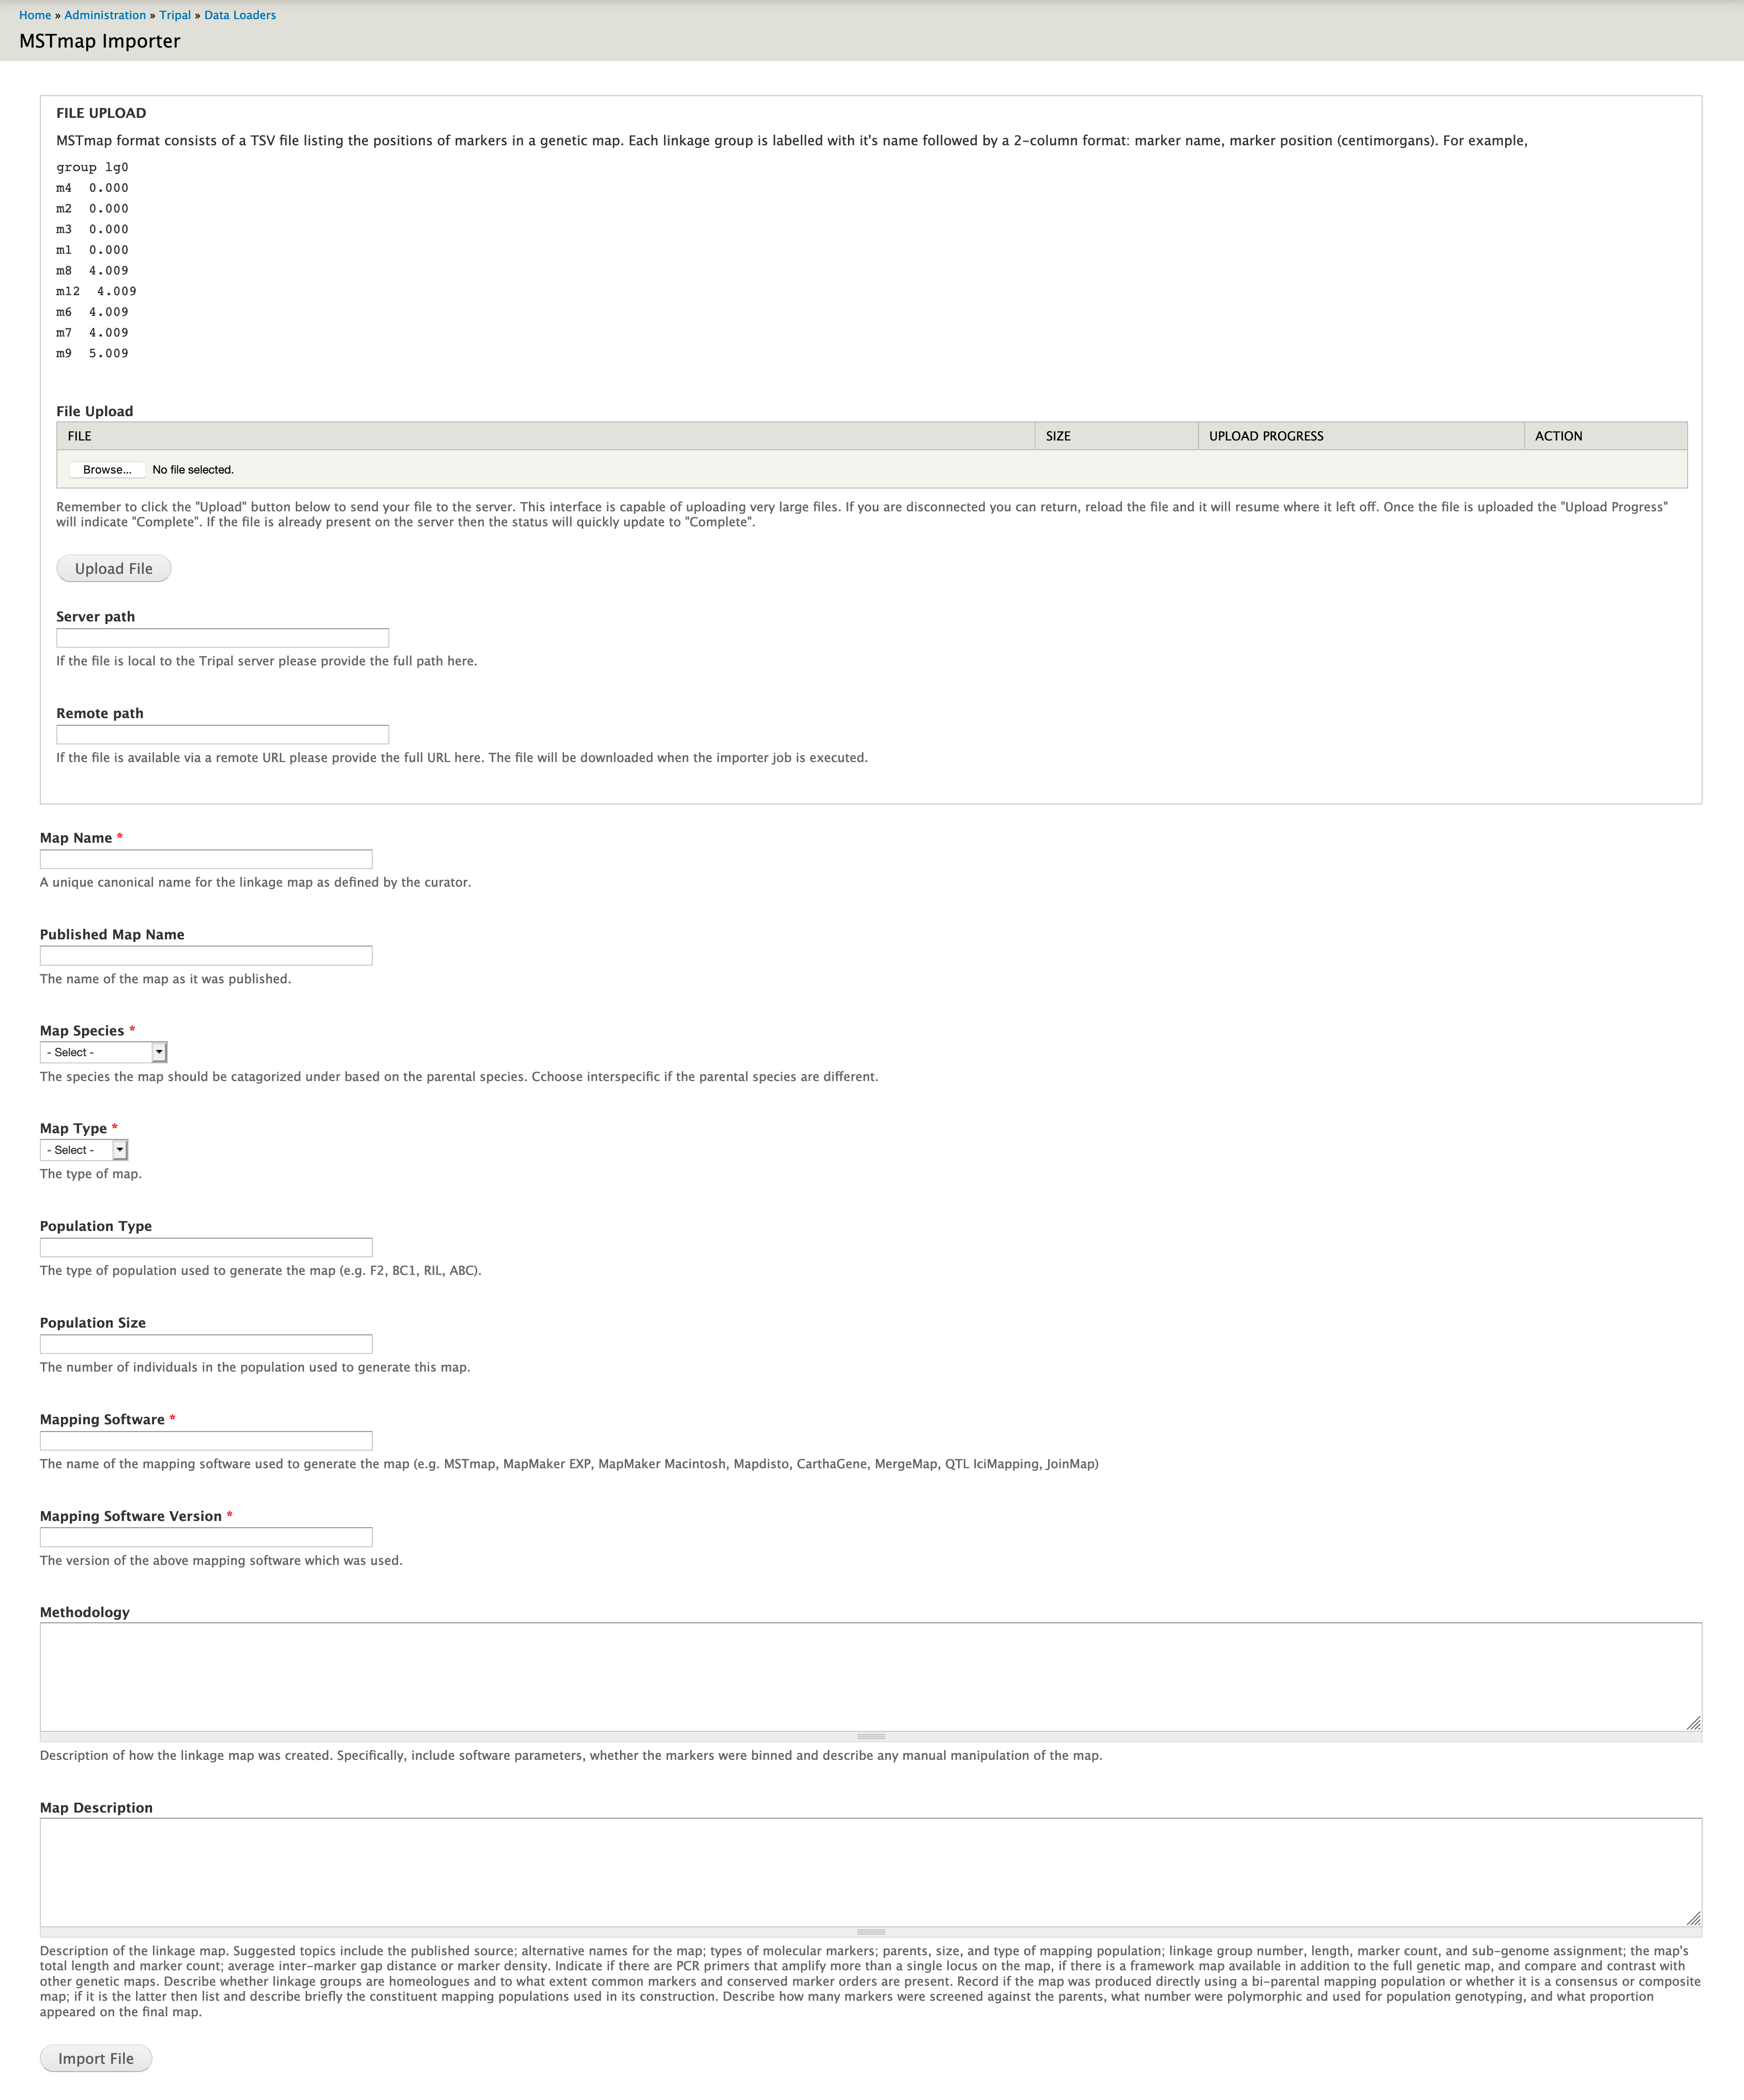 Home » Administration » Tripal » Data Loaders
MSTmap Importer
FILE UPLOAD
MSTmap format consists of a TSV file listing the positions of markers in a genetic map. Each linkage group is labelled with it's name followed by a 2-column format: marker name, marker position (centimorgans). For example,
group lg0
m4 0.000
m2 0.000
m3 0.000
m1 0.000
m8 4.009
m12 4.009
m6 4.009
m7 4.009
m9 5.009
File Upload
FILE SIZE UPLOAD PROGRESS ACTION
Browse... No file selected.
Remember to click the "Upload" button below to send your file to the server. This interface is capable of uploading very large files. If you are disconnected you can return, reload the file and it will resume where it left off. Once the file is uploaded the "Upload Progress"
will indicate "Complete". If the file is already present on the server then the status will quickly update to "Complete".
Upload File
Server path
If the file is local to the Tripal server please provide the full path here.
Remote path
If the file is available via a remote URL please provide the full URL here. The file will be downloaded when the importer job is executed.
Map Name *
A unique canonical name for the linkage map as defined by the curator.
Published Map Name
The name of the map as it was published.
Map Species *
- Select -
The species the map should be catagorized under based on the parental species. Cchoose interspecific if the parental species are different.
Map Type *
- Select -
The type of map.
Population Type
The type of population used to generate the map (e.g. F2, BC1, RIL, ABC).
Population Size
The number of individuals in the population used to generate this map.
Mapping Software *
The name of the mapping software used to generate the map (e.g. MSTmap, MapMaker EXP, MapMaker Macintosh, Mapdisto, CarthaGene, MergeMap, QTL IciMapping, JoinMap)
Mapping Software Version *
The version of the above mapping software which was used.
Methodology
Description of how the linkage map was created. Specifically, include software parameters, whether the markers were binned and describe any manual manipulation of the map.
Map Description
Description of the linkage map. Suggested topics include the published source; alternative names for the map; types of molecular markers; parents, size, and type of mapping population; linkage group number, length, marker count, and sub-genome assignment; the map's
total length and marker count; average inter-marker gap distance or marker density. Indicate if there are PCR primers that amplify more than a single locus on the map, if there is a framework map available in addition to the full genetic map, and compare and contrast with
other genetic maps. Describe whether linkage groups are homeologues and to what extent common markers and conserved marker orders are present. Record if the map was produced directly using a bi-parental mapping population or whether it is a consensus or composite
map; if it is the latter then list and describe briefly the constituent mapping populations used in its construction. Describe how many markers were screened against the parents, what number were polymorphic and used for population genotyping, and what proportion
appeared on the final map.
Import File